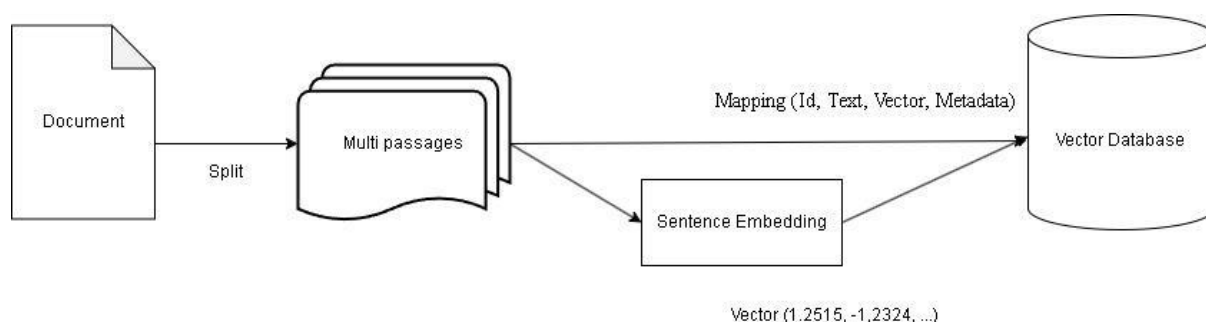 Document
Split
Multi passages
Mapping (Id, Text, Vector, Metadata)
Sentence Embedding
Vector Database
Vector (1.2515, -1,2324, ...)